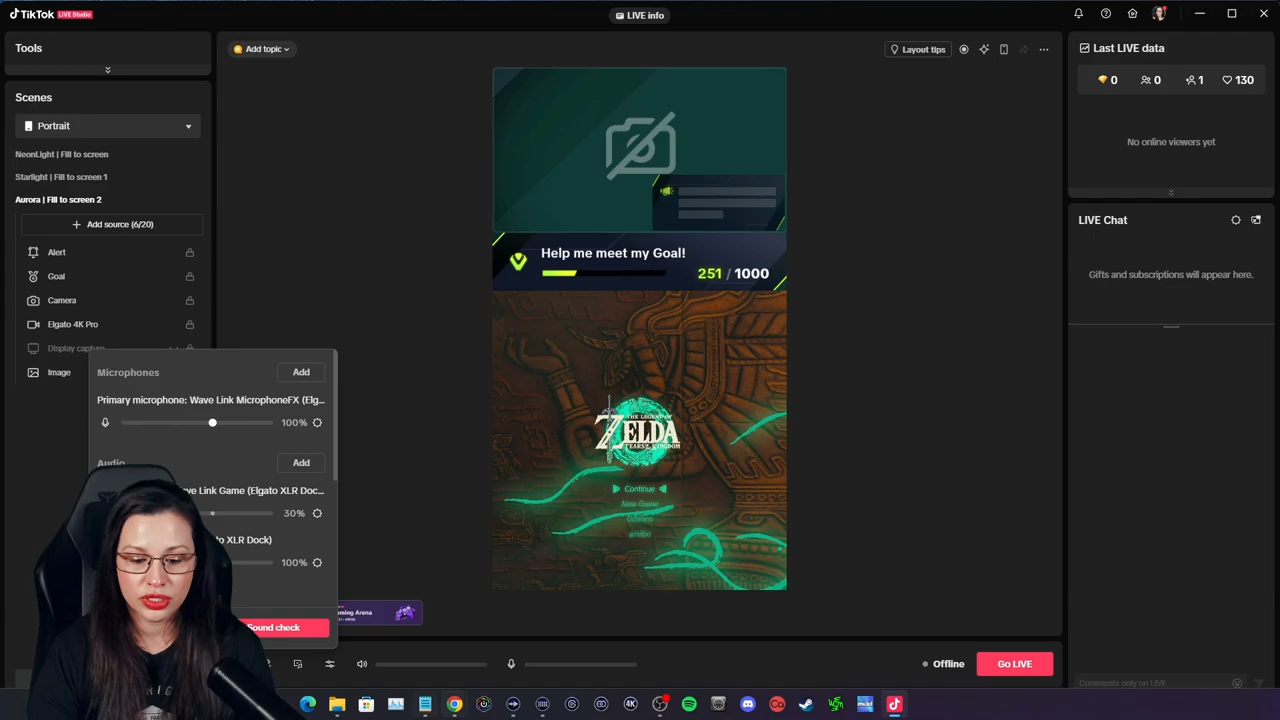 TikTok LIVE Studio
LIVE info
Tools
Add topic
Layout tips
Last LIVE data
0
0
1
130
No online viewers yet
Scenes
Portrait
NeonLight | Fill to screen
Starlight | Fill to screen 1
Aurora | Fill to screen 2
Add source (6/20)
Alert
Goal
Camera
Elgato 4K Pro
Display capture
Image
Help me meet my Goal!
251 / 1000
THE LEGEND OF
ZELDA
TEARS OF THE KINGDOM
Continue
New Game
Options
amiibo
LIVE Chat
Gifts and subscriptions will appear here.
Microphones
Add
Primary microphone: Wave Link MicrophoneFX (Elg...
100%
Audio
Add
ve Link Game (Elgato XLR Doc...
30%
to XLR Dock)
100%
Sound check
Offline
Go LIVE
Comments only on LIVE
4K